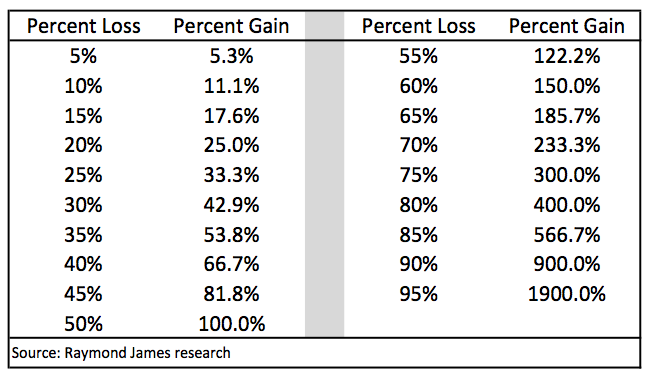 Percent Loss Percent Gain Percent Loss Percent Gain
5% 5.3% 55% 122.2%
10% 11.1% 60% 150.0%
15% 17.6% 65% 185.7%
20% 25.0% 70% 233.3%
25% 33.3% 75% 300.0%
30% 42.9% 80% 400.0%
35% 53.8% 85% 566.7%
40% 66.7% 90% 900.0%
45% 81.8% 95% 1900.0%
50% 100.0%
Source: Raymond James research